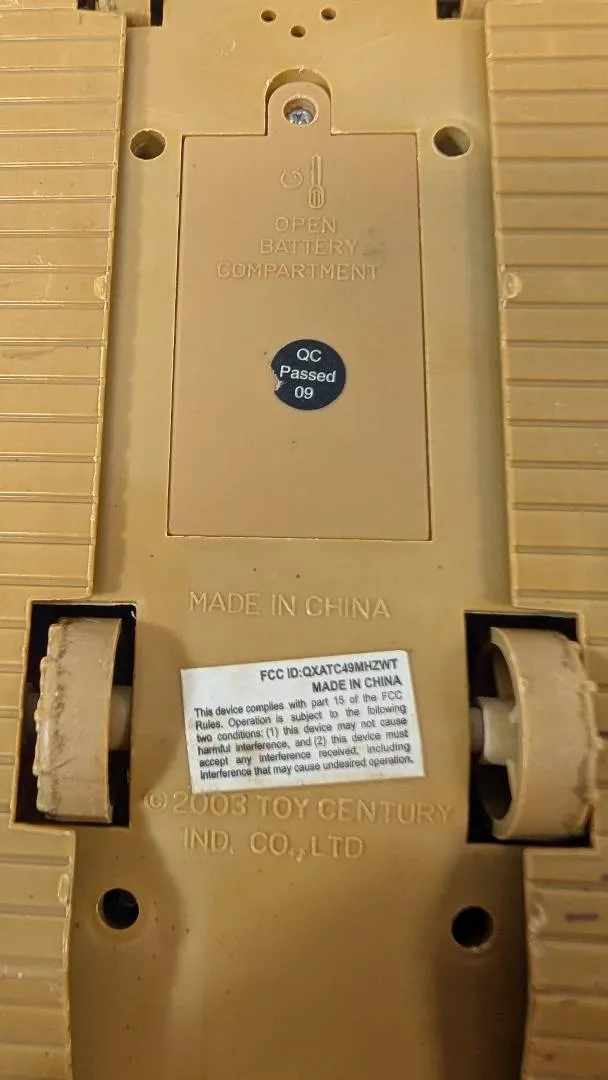 OPEN
BATTERY
COMPARTMENT
QC
Passed
09
MADE IN CHINA
FCC ID:QXATC49MHZWT
MADE IN CHINA
This device complies with part 15 of the FCC
Rules. Operation is subject to the following
two conditions: (1) this device may not cause
harmful interference, and (2) this device must
accept any interference received, including
interference that may cause undesired operation.
©2003 TOY CENTURY
IND. CO., LTD